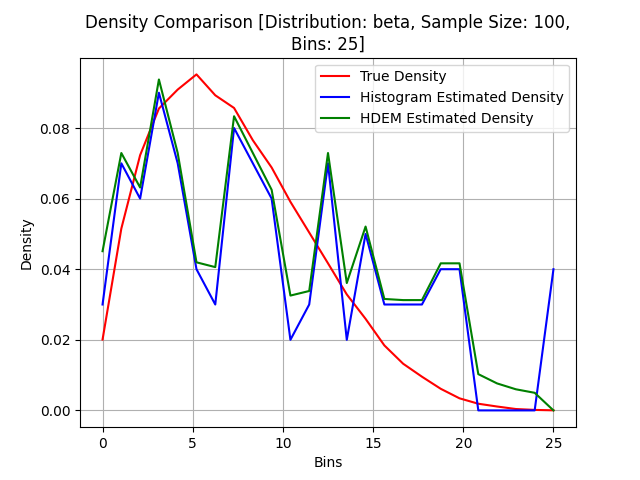 Density Comparison [Distribution: beta, Sample Size: 100,
Bins: 25]
True Density
Histogram Estimated Density
HDEM Estimated Density
Density
0.08
0.06
0.04
0.02
0.00
0 5 10 15 20 25
Bins